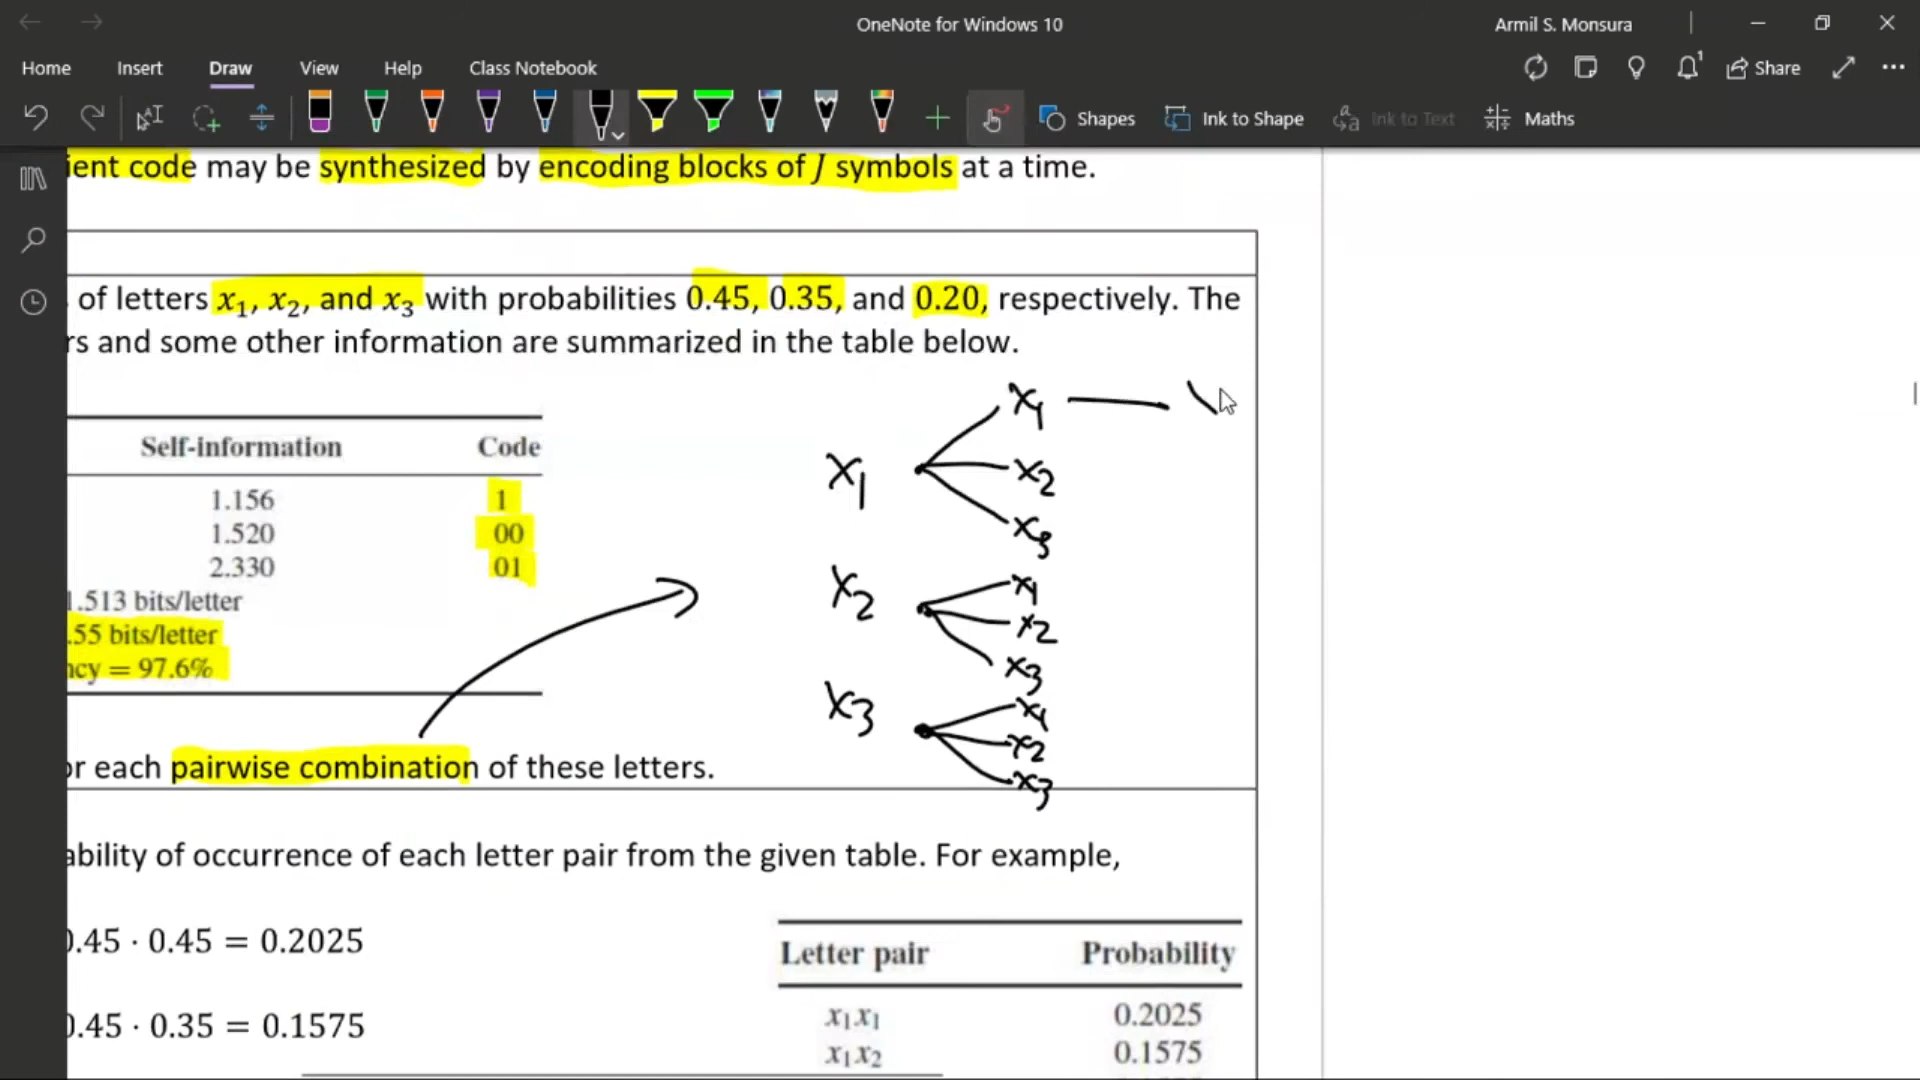 OneNote for Windows 10
Armil S. Monsura
Home Insert Draw View Help Class Notebook
1 Share
Shapes Ink to Shape Ink to Text Maths
ient code may be synthesized by encoding blocks of J symbols at a time.
of letters x₁, x₂, and x₃ with probabilities 0.45, 0.35, and 0.20, respectively. The
rs and some other information are summarized in the table below.
Self-information Code
1.156 1
1.520 00
2.330 01
1.513 bits/letter
.55 bits/letter
ncy = 97.6%
x₁
x₁
x₂
x₃
x₂
x₁
x₂
x₃
x₃
x₁
x₂
x₃
or each pairwise combination of these letters.
ability of occurrence of each letter pair from the given table. For example,
0.45 · 0.45 = 0.2025
0.45 · 0.35 = 0.1575
Letter pair Probability
x₁x₁ 0.2025
x₁x₂ 0.1575